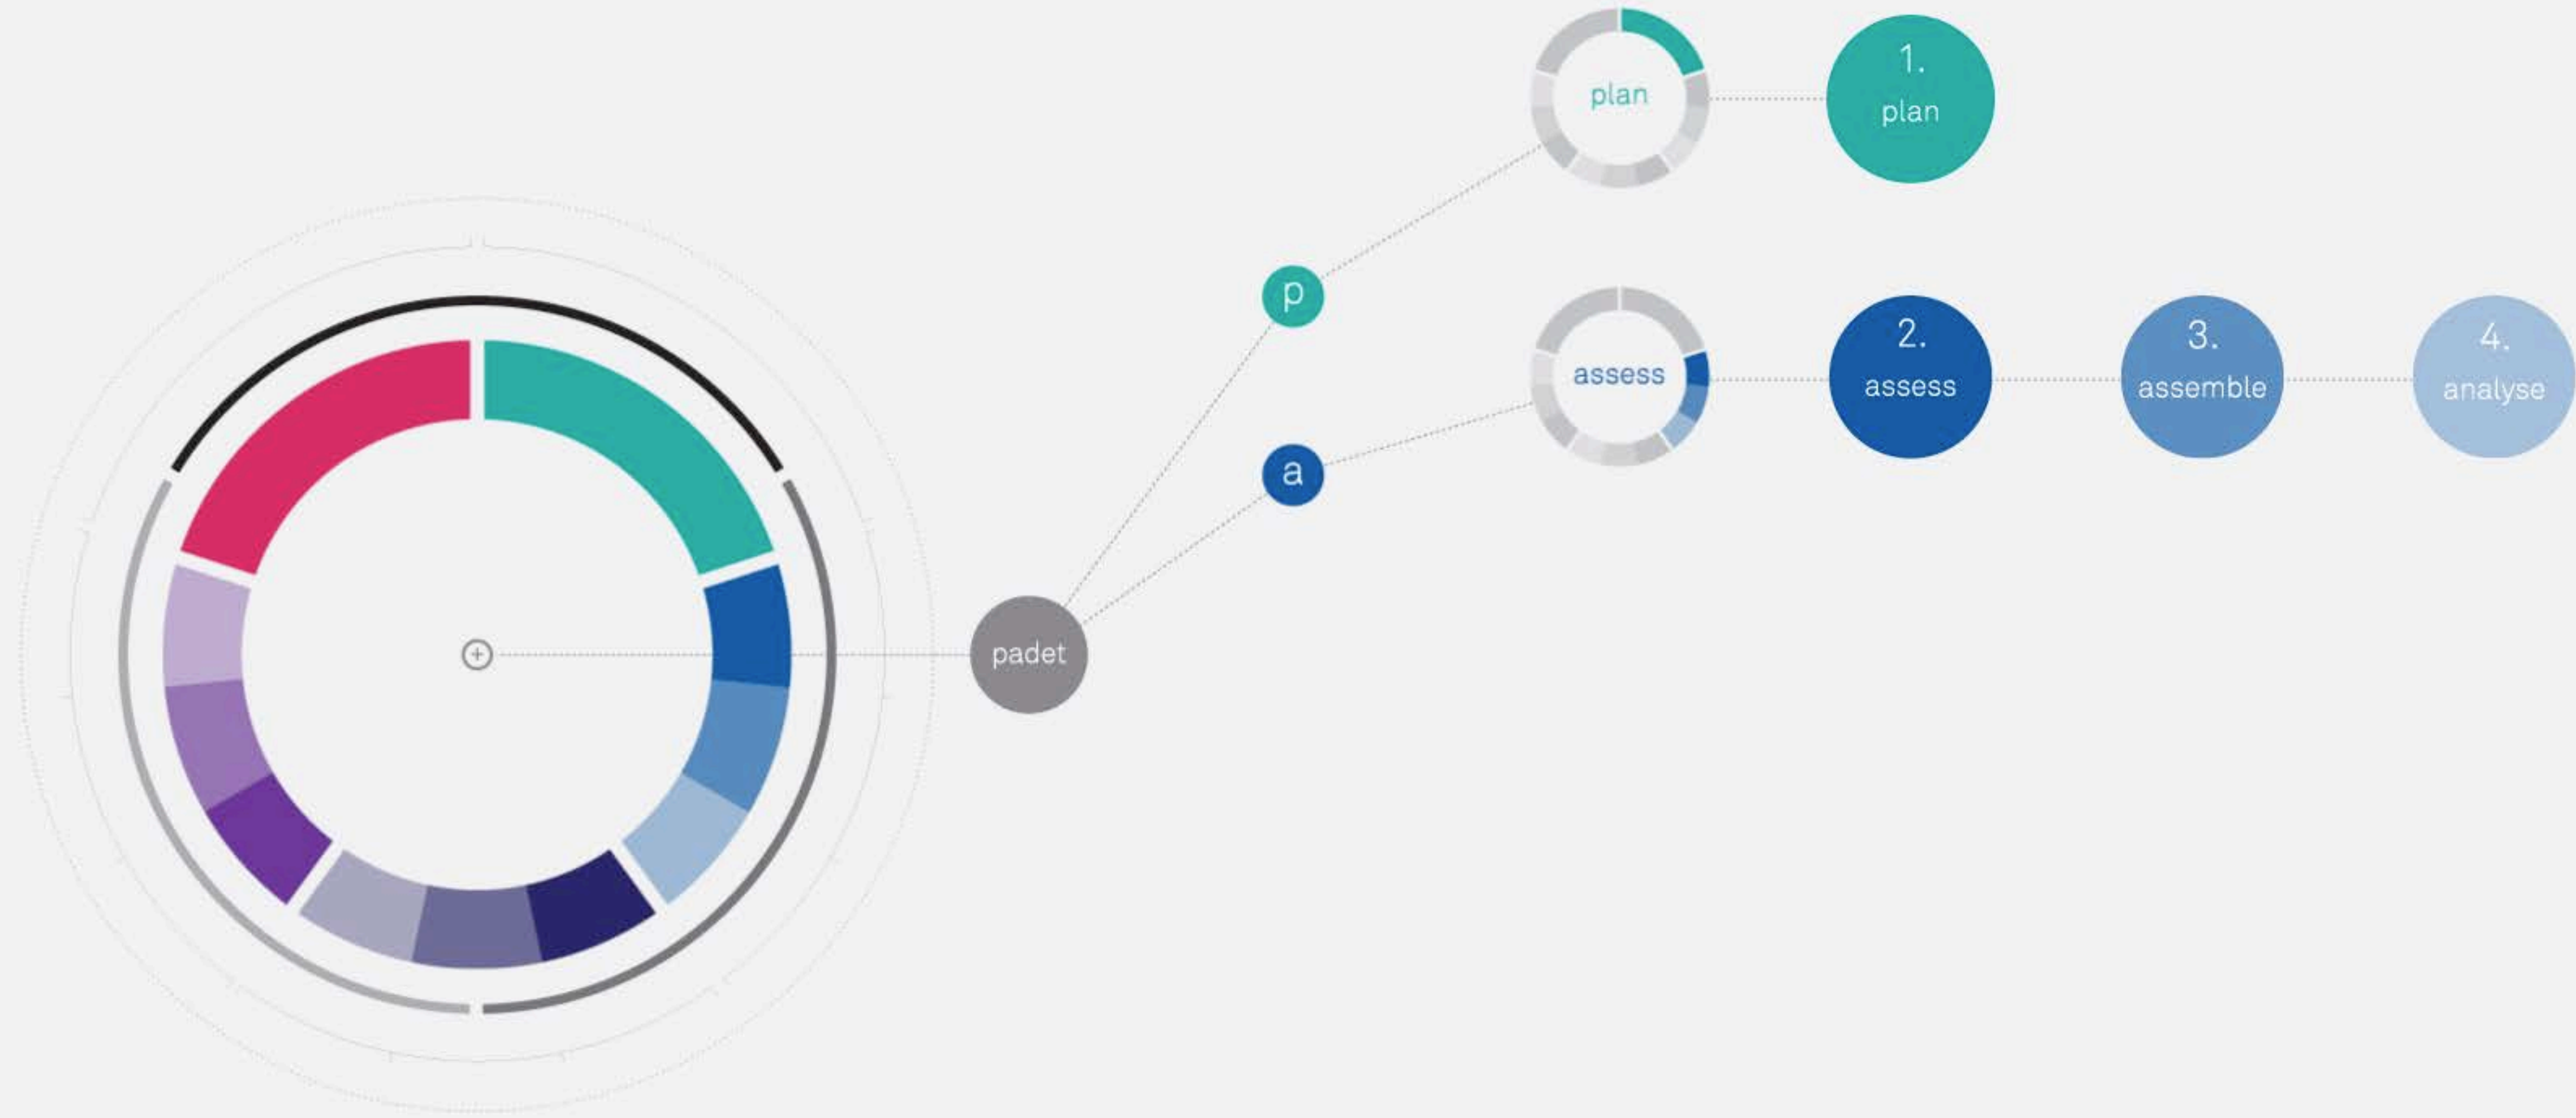 plan
1.
plan
p
assess
2.
assess
3.
assemble
4.
analyse
a
padet